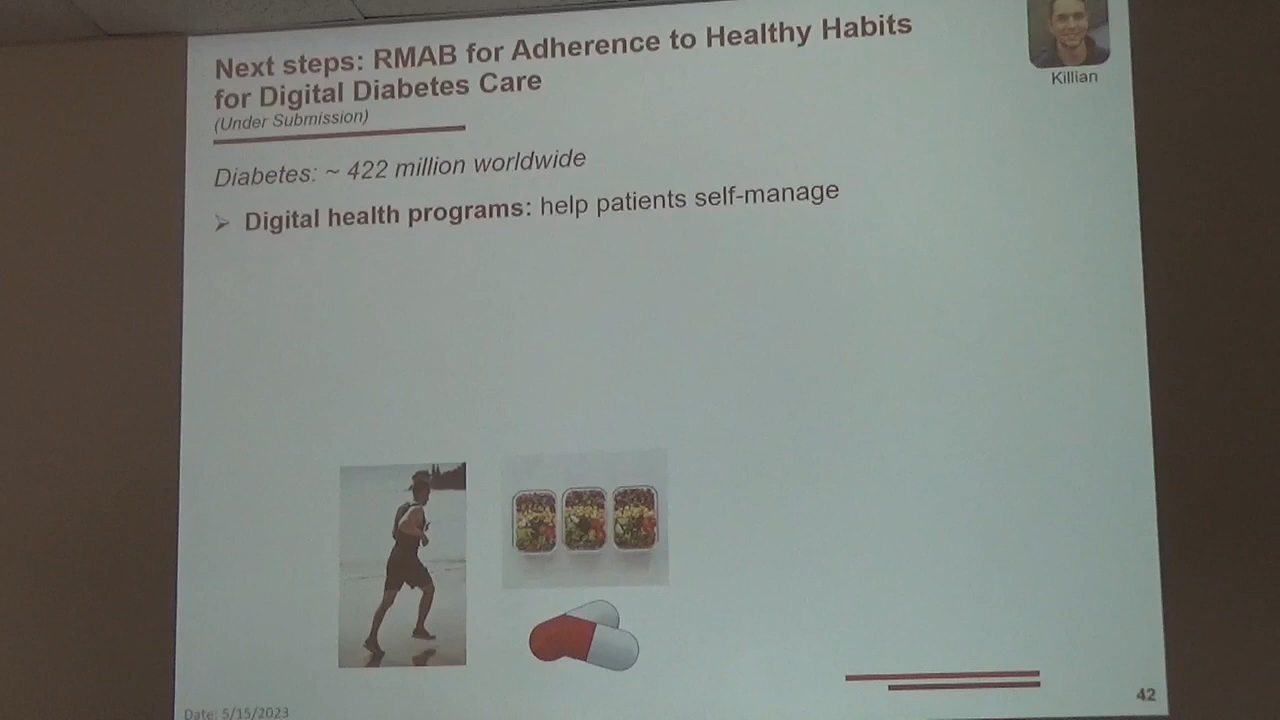 Next steps: RMAB for Adherence to Healthy Habits
for Digital Diabetes Care
(Under Submission)
Killian
Diabetes: ~ 422 million worldwide
➤ Digital health programs: help patients self-manage
42
Date: 5/15/2023